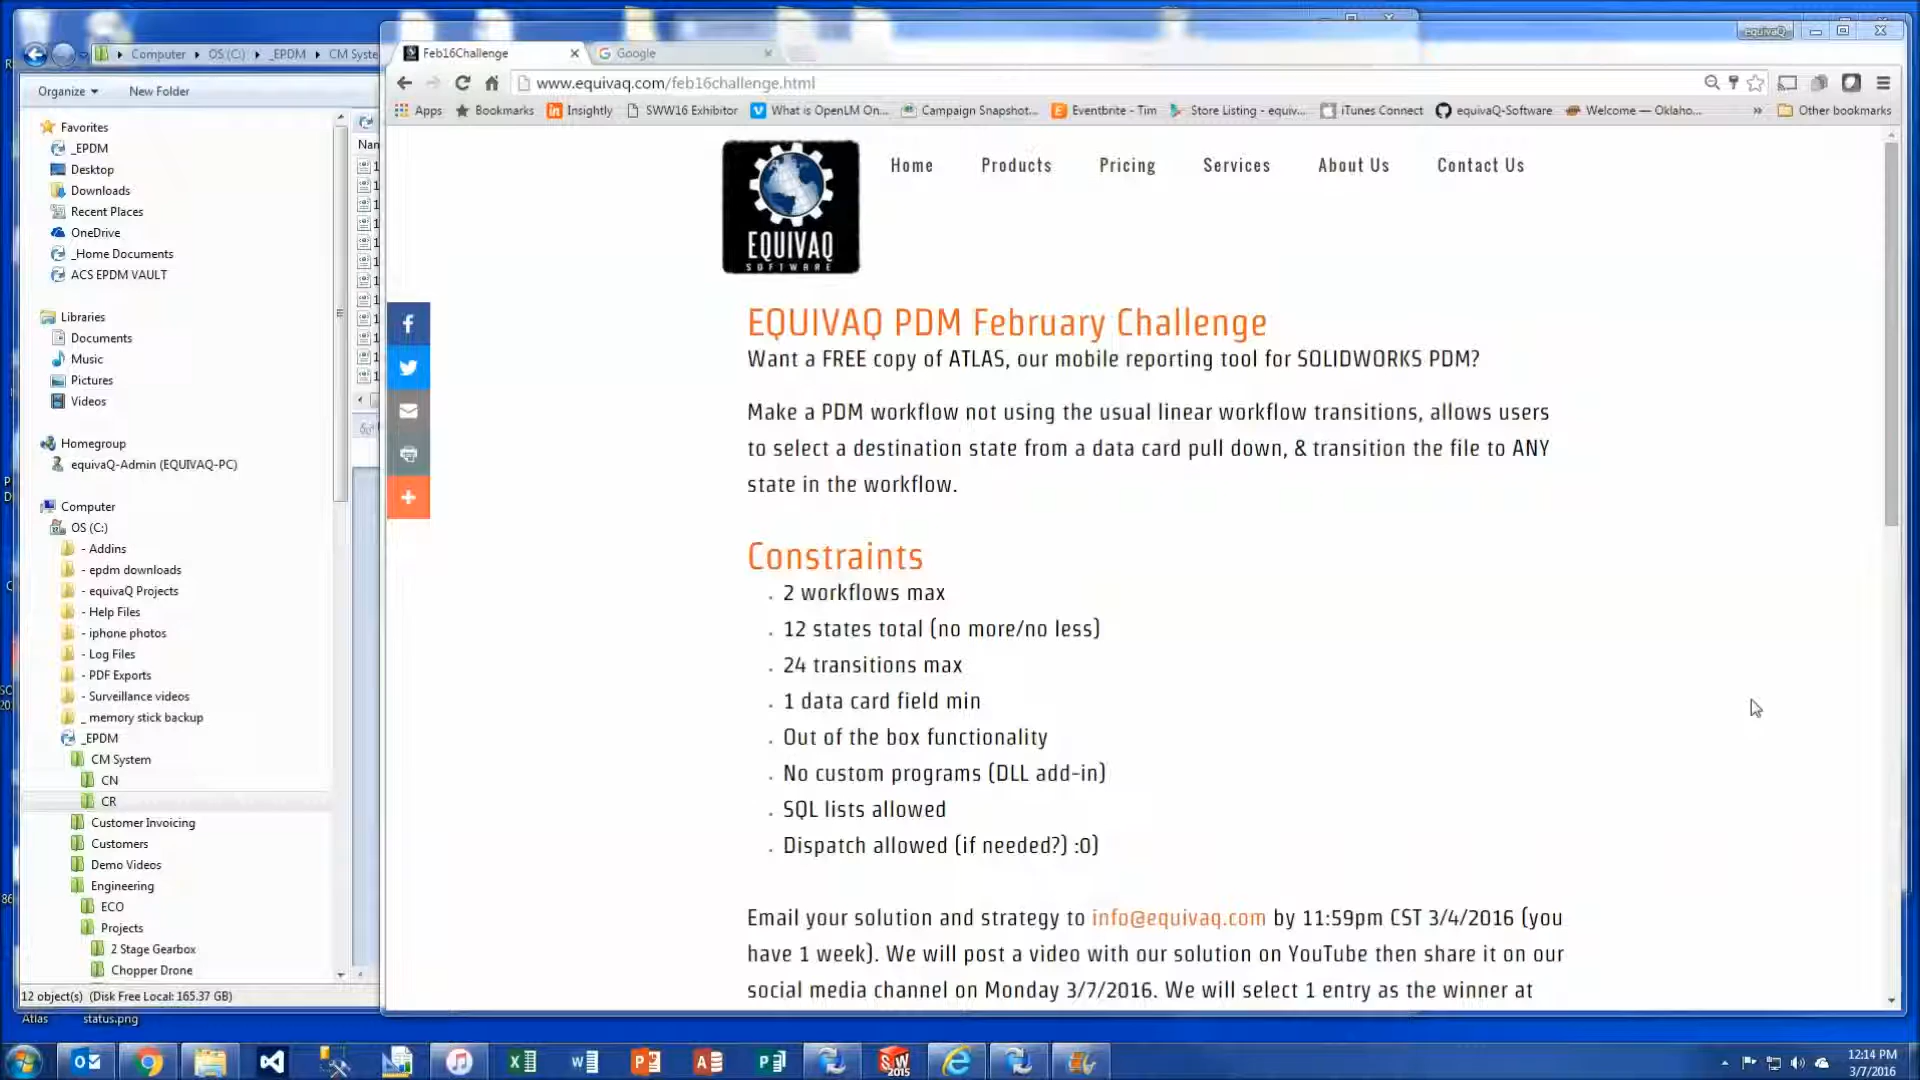 Computer
OS (C:)
_EPDM
CM Syste
Organize
New Folder
Favorites
_EPDM
Desktop
Downloads
Recent Places
OneDrive
_Home Documents
ACS EPDM VAULT
Libraries
Documents
Music
Pictures
Videos
Homegroup
equivaQ-Admin (EQUIVAQ-PC)
Computer
OS (C:)
- Addins
- epdm downloads
- equivaQ Projects
- Help Files
- iphone photos
- Log Files
- PDF Exports
- Surveillance videos
_ memory stick backup
_EPDM
CM System
CN
CR
Customer Invoicing
Customers
Demo Videos
Engineering
ECO
Projects
2 Stage Gearbox
Chopper Drone
12 object(s) (Disk Free Local: 165.37 GB)
Atlas
status.png
Nar
equivaQ
Feb16Challenge
Google
www.equivaq.com/feb16challenge.html
Apps
Bookmarks
Insightly
SWW16 Exhibitor
What is OpenLM On...
Campaign Snapshot...
Eventbrite - Tim
Store Listing - equiv...
iTunes Connect
equivaQ-Software
Welcome — Oklaho...
»
Other bookmarks
EQUIVAQ
SOFTWARE
Home
Products
Pricing
Services
About Us
Contact Us
EQUIVAQ PDM February Challenge
Want a FREE copy of ATLAS, our mobile reporting tool for SOLIDWORKS PDM?
Make a PDM workflow not using the usual linear workflow transitions, allows users
to select a destination state from a data card pull down, & transition the file to ANY
state in the workflow.
Constraints
. 2 workflows max
. 12 states total (no more/no less)
. 24 transitions max
. 1 data card field min
. Out of the box functionality
. No custom programs (DLL add-in)
. SQL lists allowed
. Dispatch allowed (if needed?) :0)
Email your solution and strategy to info@equivaq.com by 11:59pm CST 3/4/2016 (you
have 1 week). We will post a video with our solution on YouTube then share it on our
social media channel on Monday 3/7/2016. We will select 1 entry as the winner at
SW
2015
12:14 PM
3/7/2016